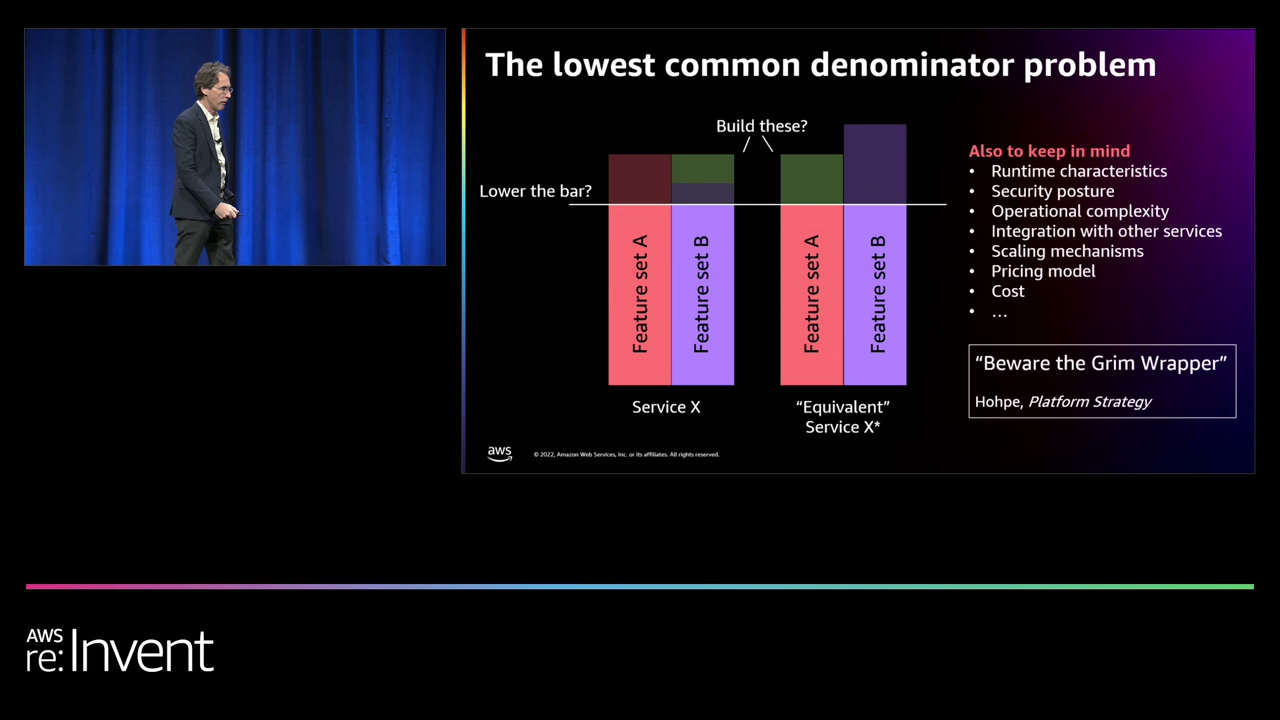 The lowest common denominator problem
Build these?
Lower the bar?
Feature set A
Feature set B
Feature set A
Feature set B
Service X
“Equivalent”
Service X*
Also to keep in mind
• Runtime characteristics
• Security posture
• Operational complexity
• Integration with other services
• Scaling mechanisms
• Pricing model
• Cost
• ...
“Beware the Grim Wrapper”
Hohpe, Platform Strategy
aws
© 2022, Amazon Web Services, Inc. or its affiliates. All rights reserved.
AWS
re:Invent